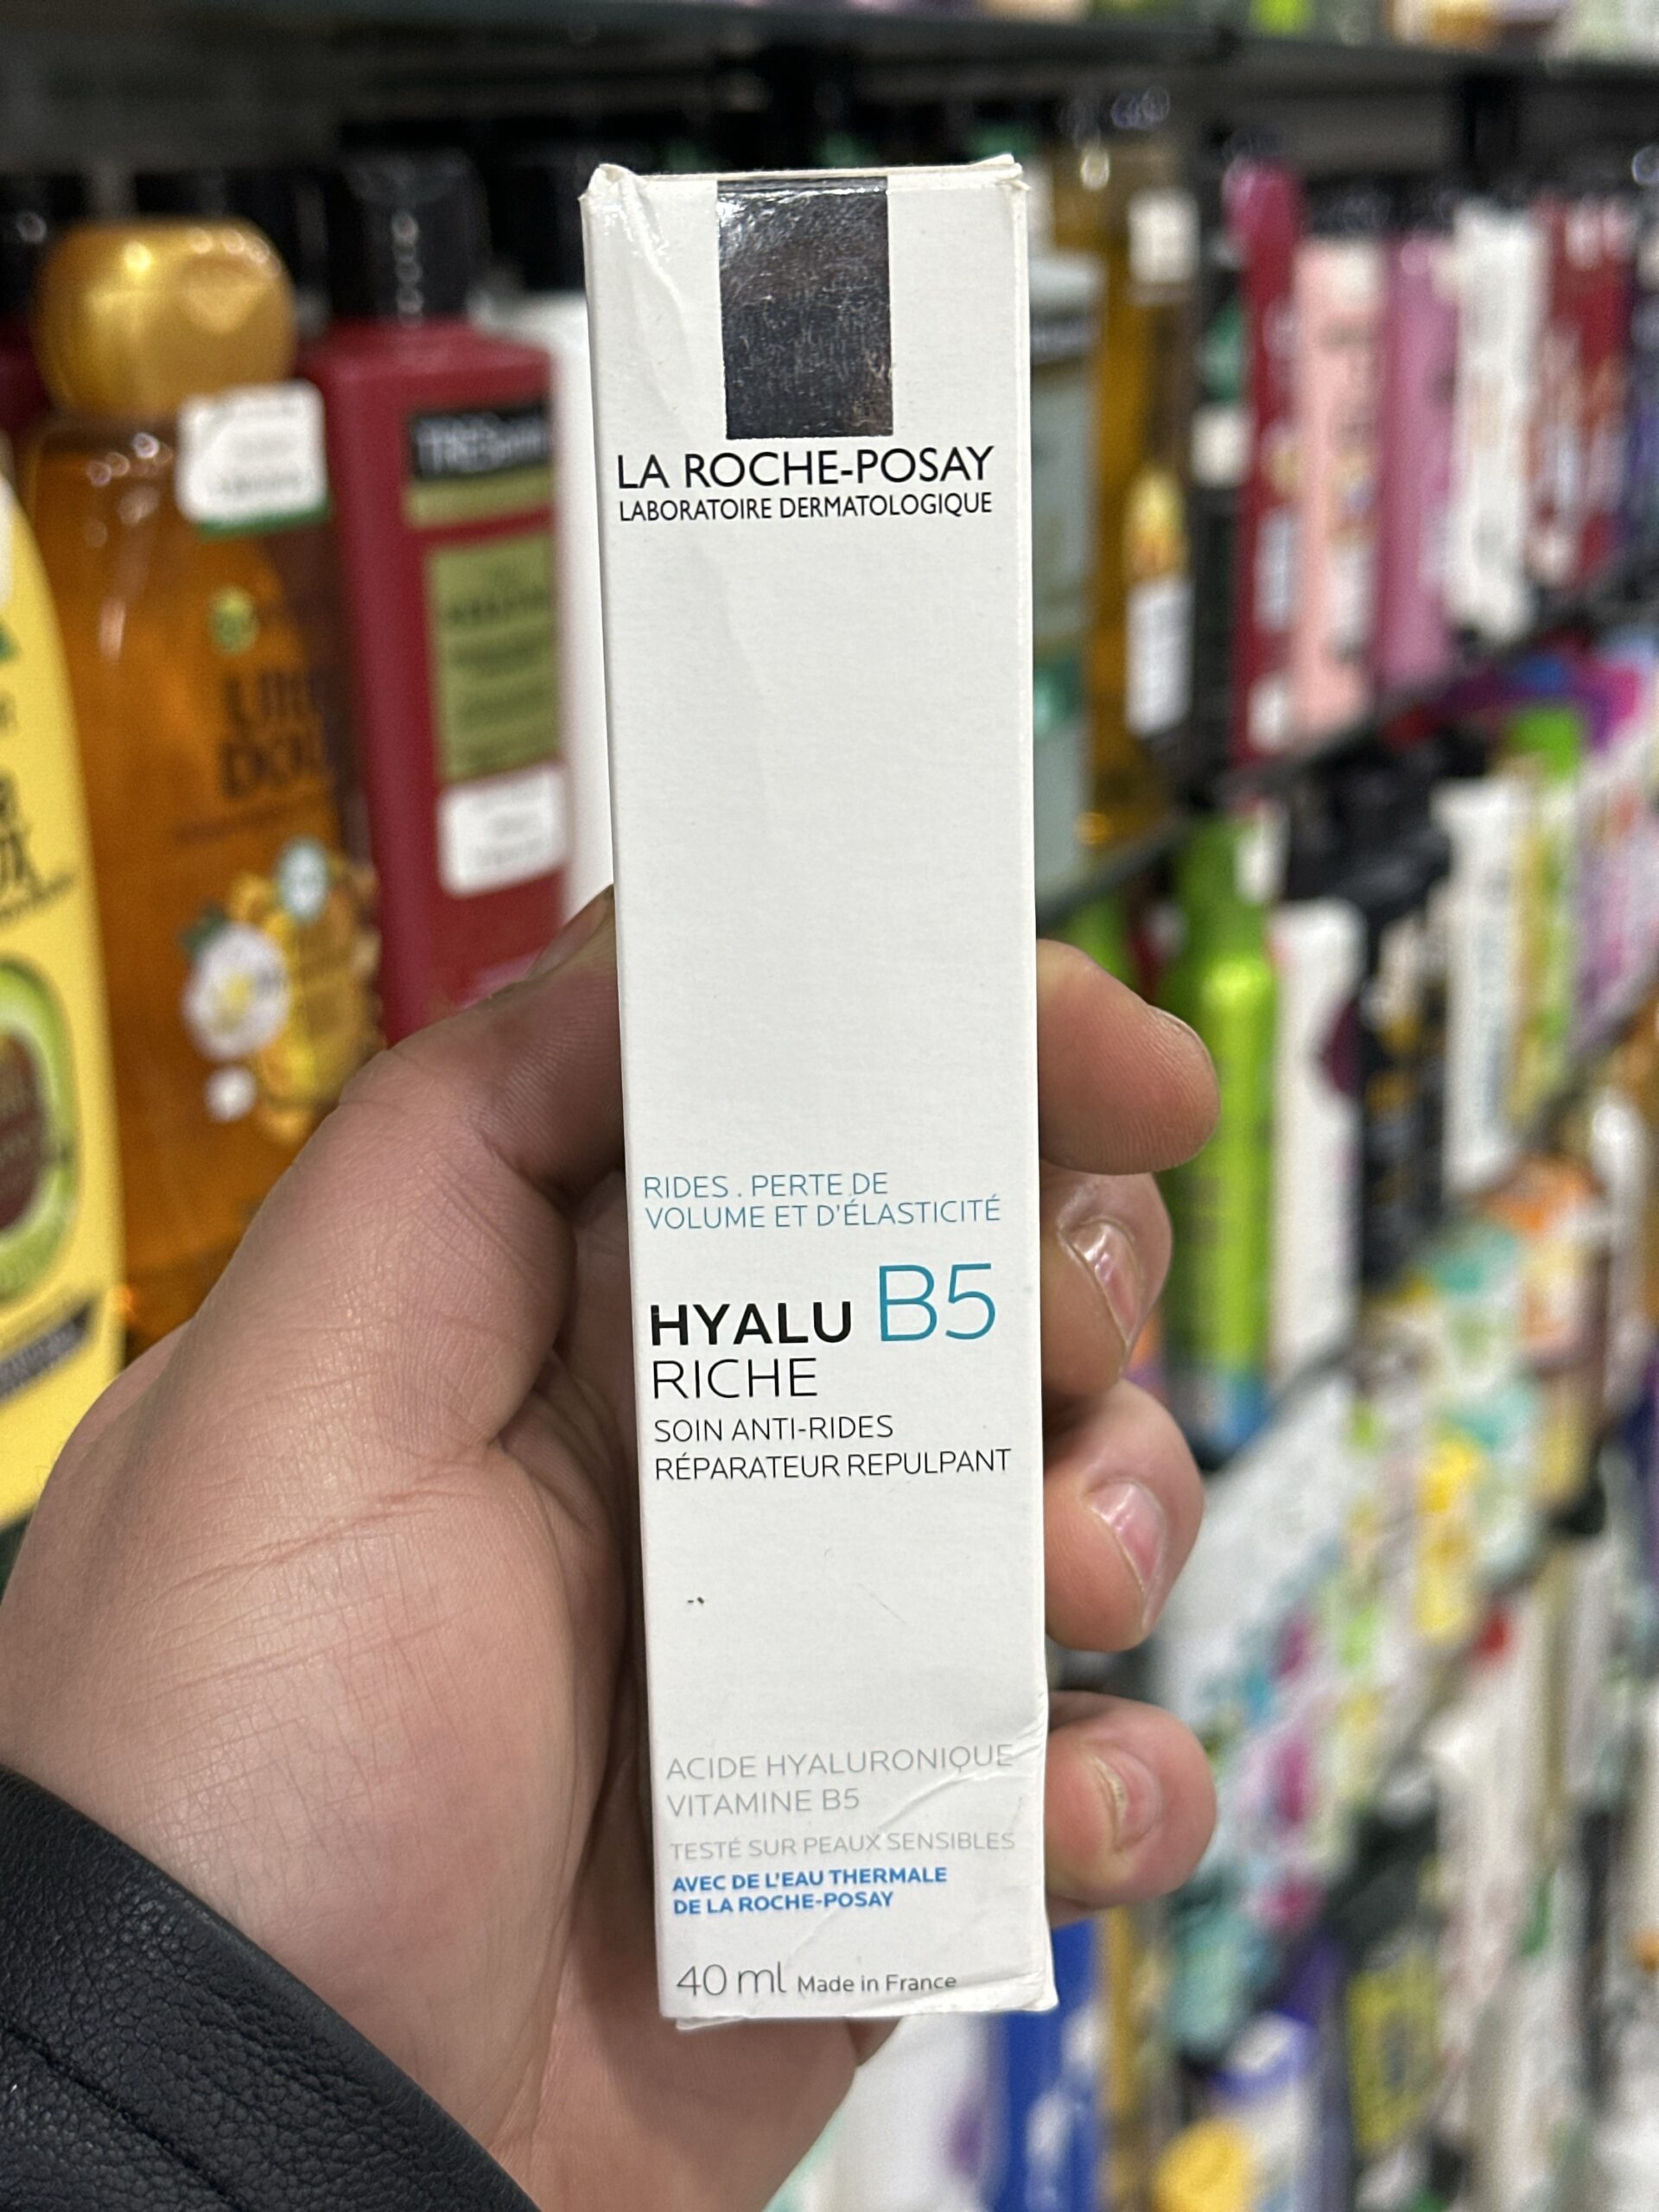 LA ROCHE-POSAY
LABORATOIRE DERMATOLOGIQUE
RIDES . PERTE DE
VOLUME ET D'ÉLASTICITÉ
HYALU B5
RICHE
SOIN ANTI-RIDES
RÉPARATEUR REPULPANT
ACIDE HYALURONIQUE
VITAMINE B5
TESTÉ SUR PEAUX SENSIBLES
AVEC DE L'EAU THERMALE
DE LA ROCHE-POSAY
40 ml Made in France